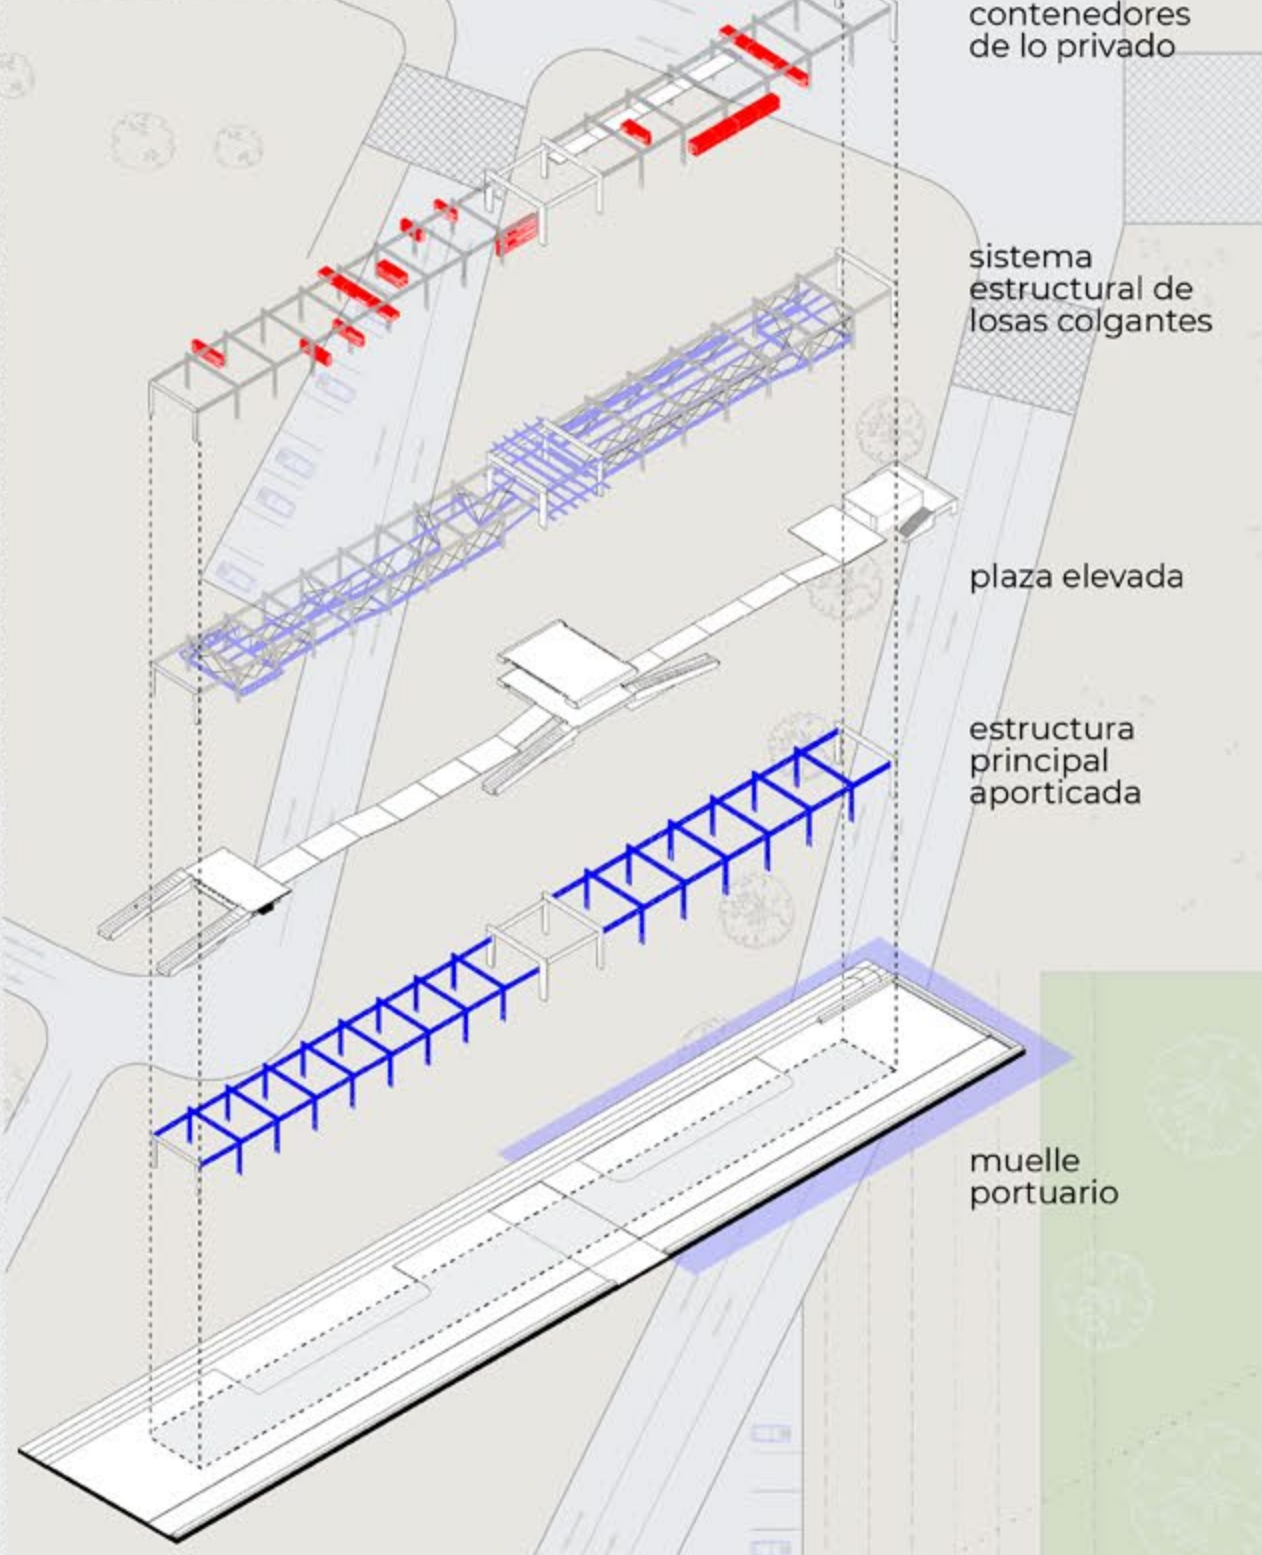 contenedores
de lo privado
sistema
estructural de
losas colgantes
plaza elevada
estructura
principal
aporticada
muelle
portuario